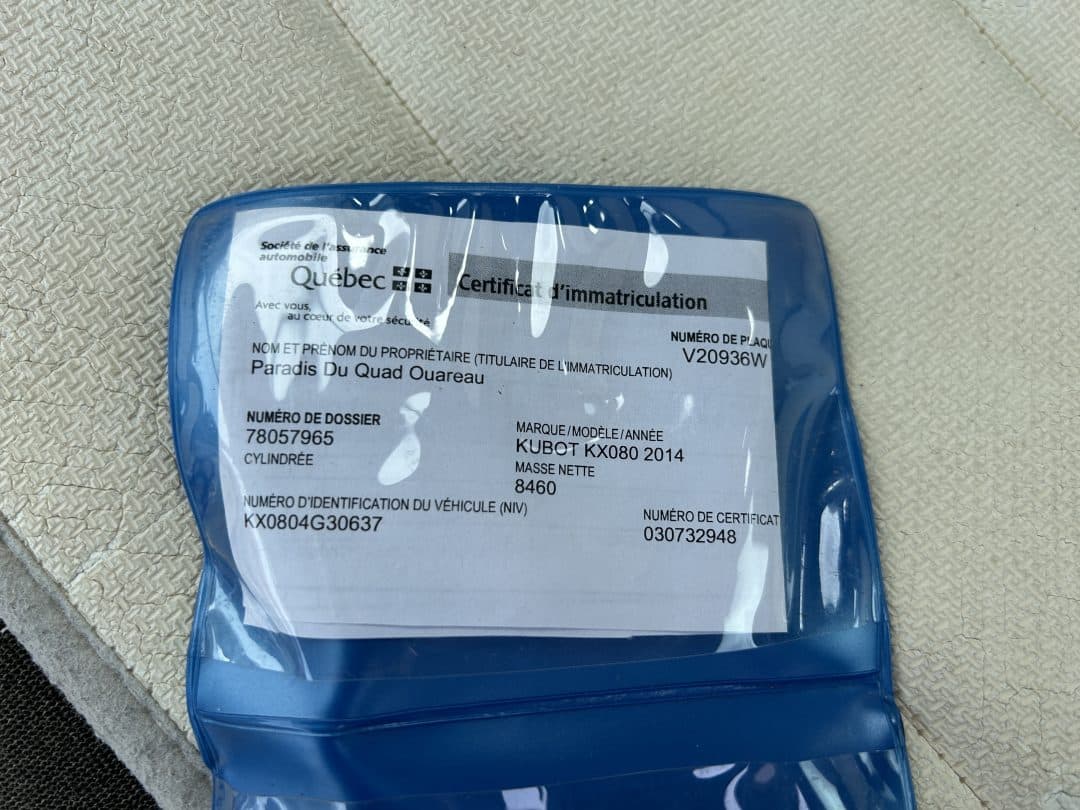 Société de l'assurance
automobile
Québec
Certificat d'immatriculation
Avec vous,
au cœur de votre sécurité
NUMÉRO DE PLAQU
V20936W
NOM ET PRÉNOM DU PROPRIÉTAIRE (TITULAIRE DE L'IMMATRICULATION)
Paradis Du Quad Ouareau
NUMÉRO DE DOSSIER
78057965
MARQUE/MODÈLE/ANNÉE
KUBOT KX080 2014
CYLINDRÉE
MASSE NETTE
8460
NUMÉRO D'IDENTIFICATION DU VÉHICULE (NIV)
KX0804G30637
NUMÉRO DE CERTIFICAT
030732948